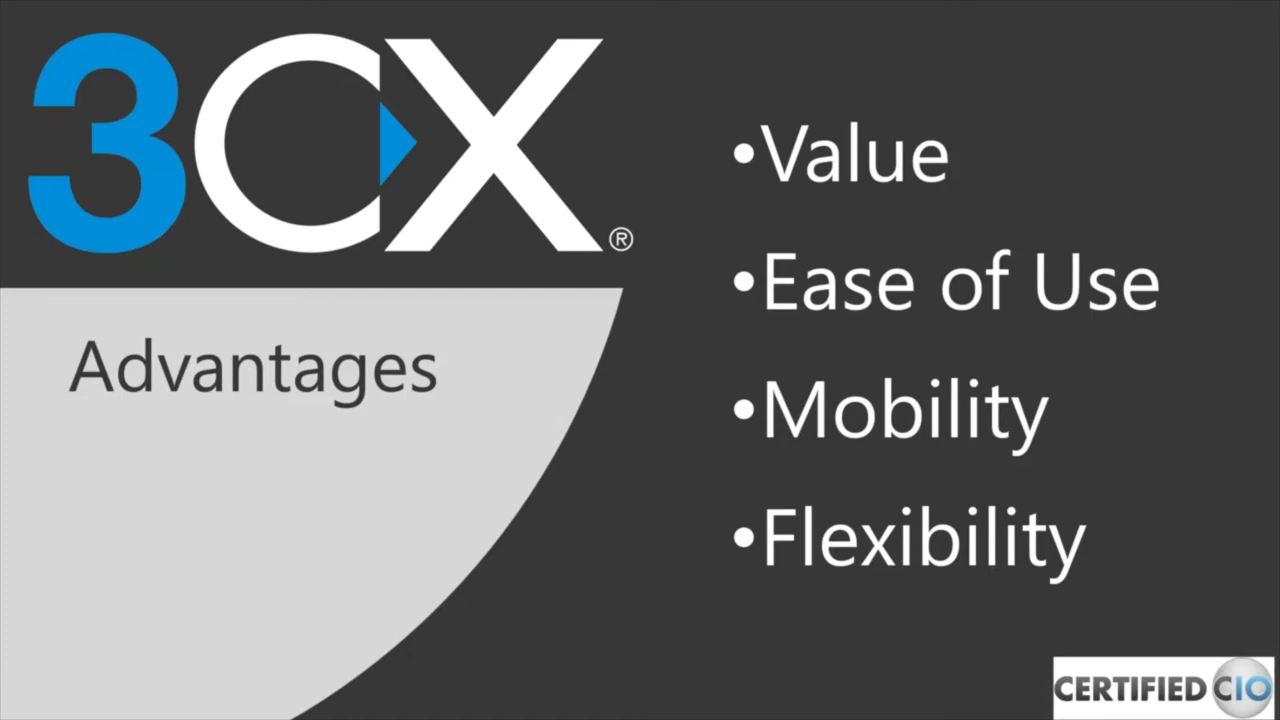 3CX®
Advantages
•Value
•Ease of Use
•Mobility
•Flexibility
CERTIFIED CIO